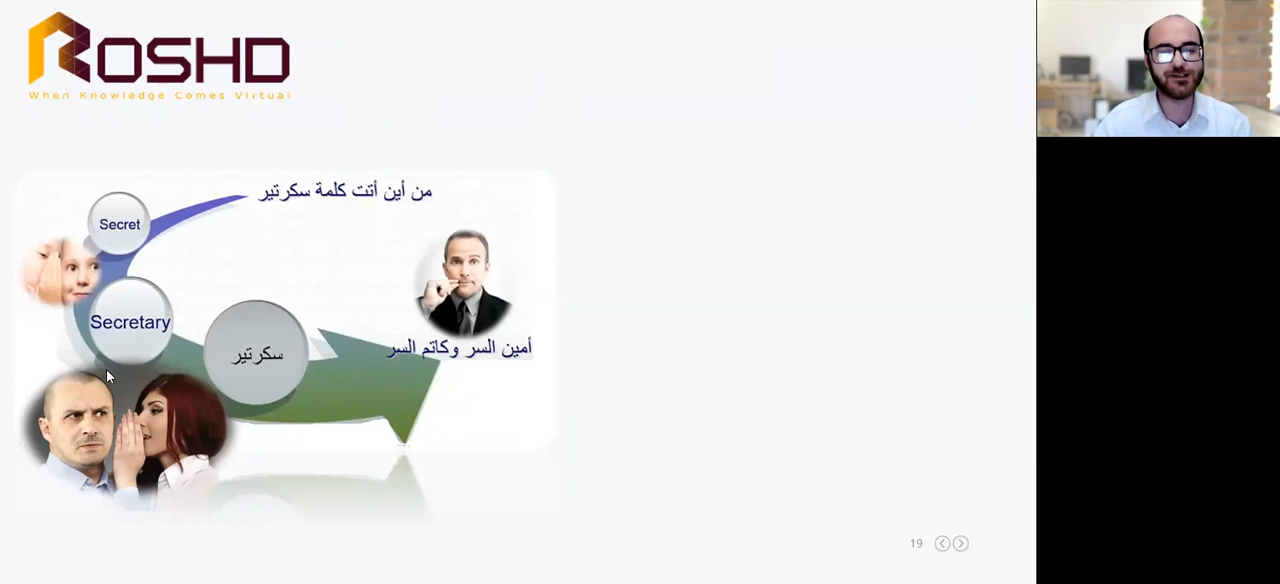 ROSHD
When Knowledge Comes Virtual
من أين أتت كلمة سكرتير
Secret
Secretary
سكرتير
أمين السر وكاتم السر
19